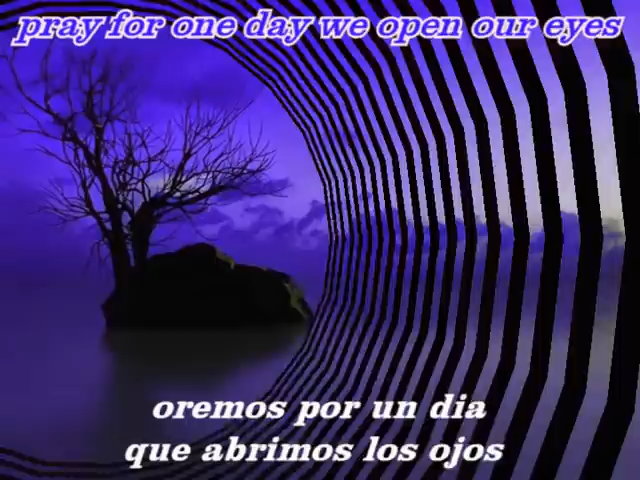 pray for one day we open our eyes
oremos por un dia
que abrimos los ojos